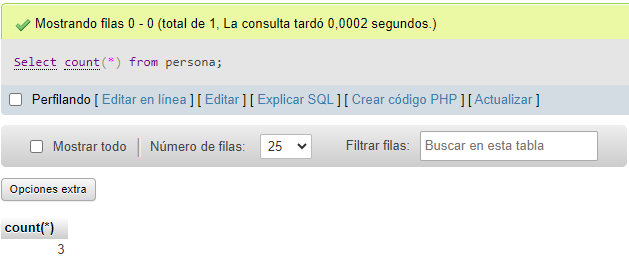 Mostrando filas 0 - 0 (total de 1, La consulta tardó 0,0002 segundos.)
Select count(*) from persona;
Perfilando [ Editar en línea ] [ Editar ] [ Explicar SQL ] [ Crear código PHP ] [ Actualizar ]
Mostrar todo Número de filas: 25 Filtrar filas: Buscar en esta tabla
Opciones extra
count(*)
3